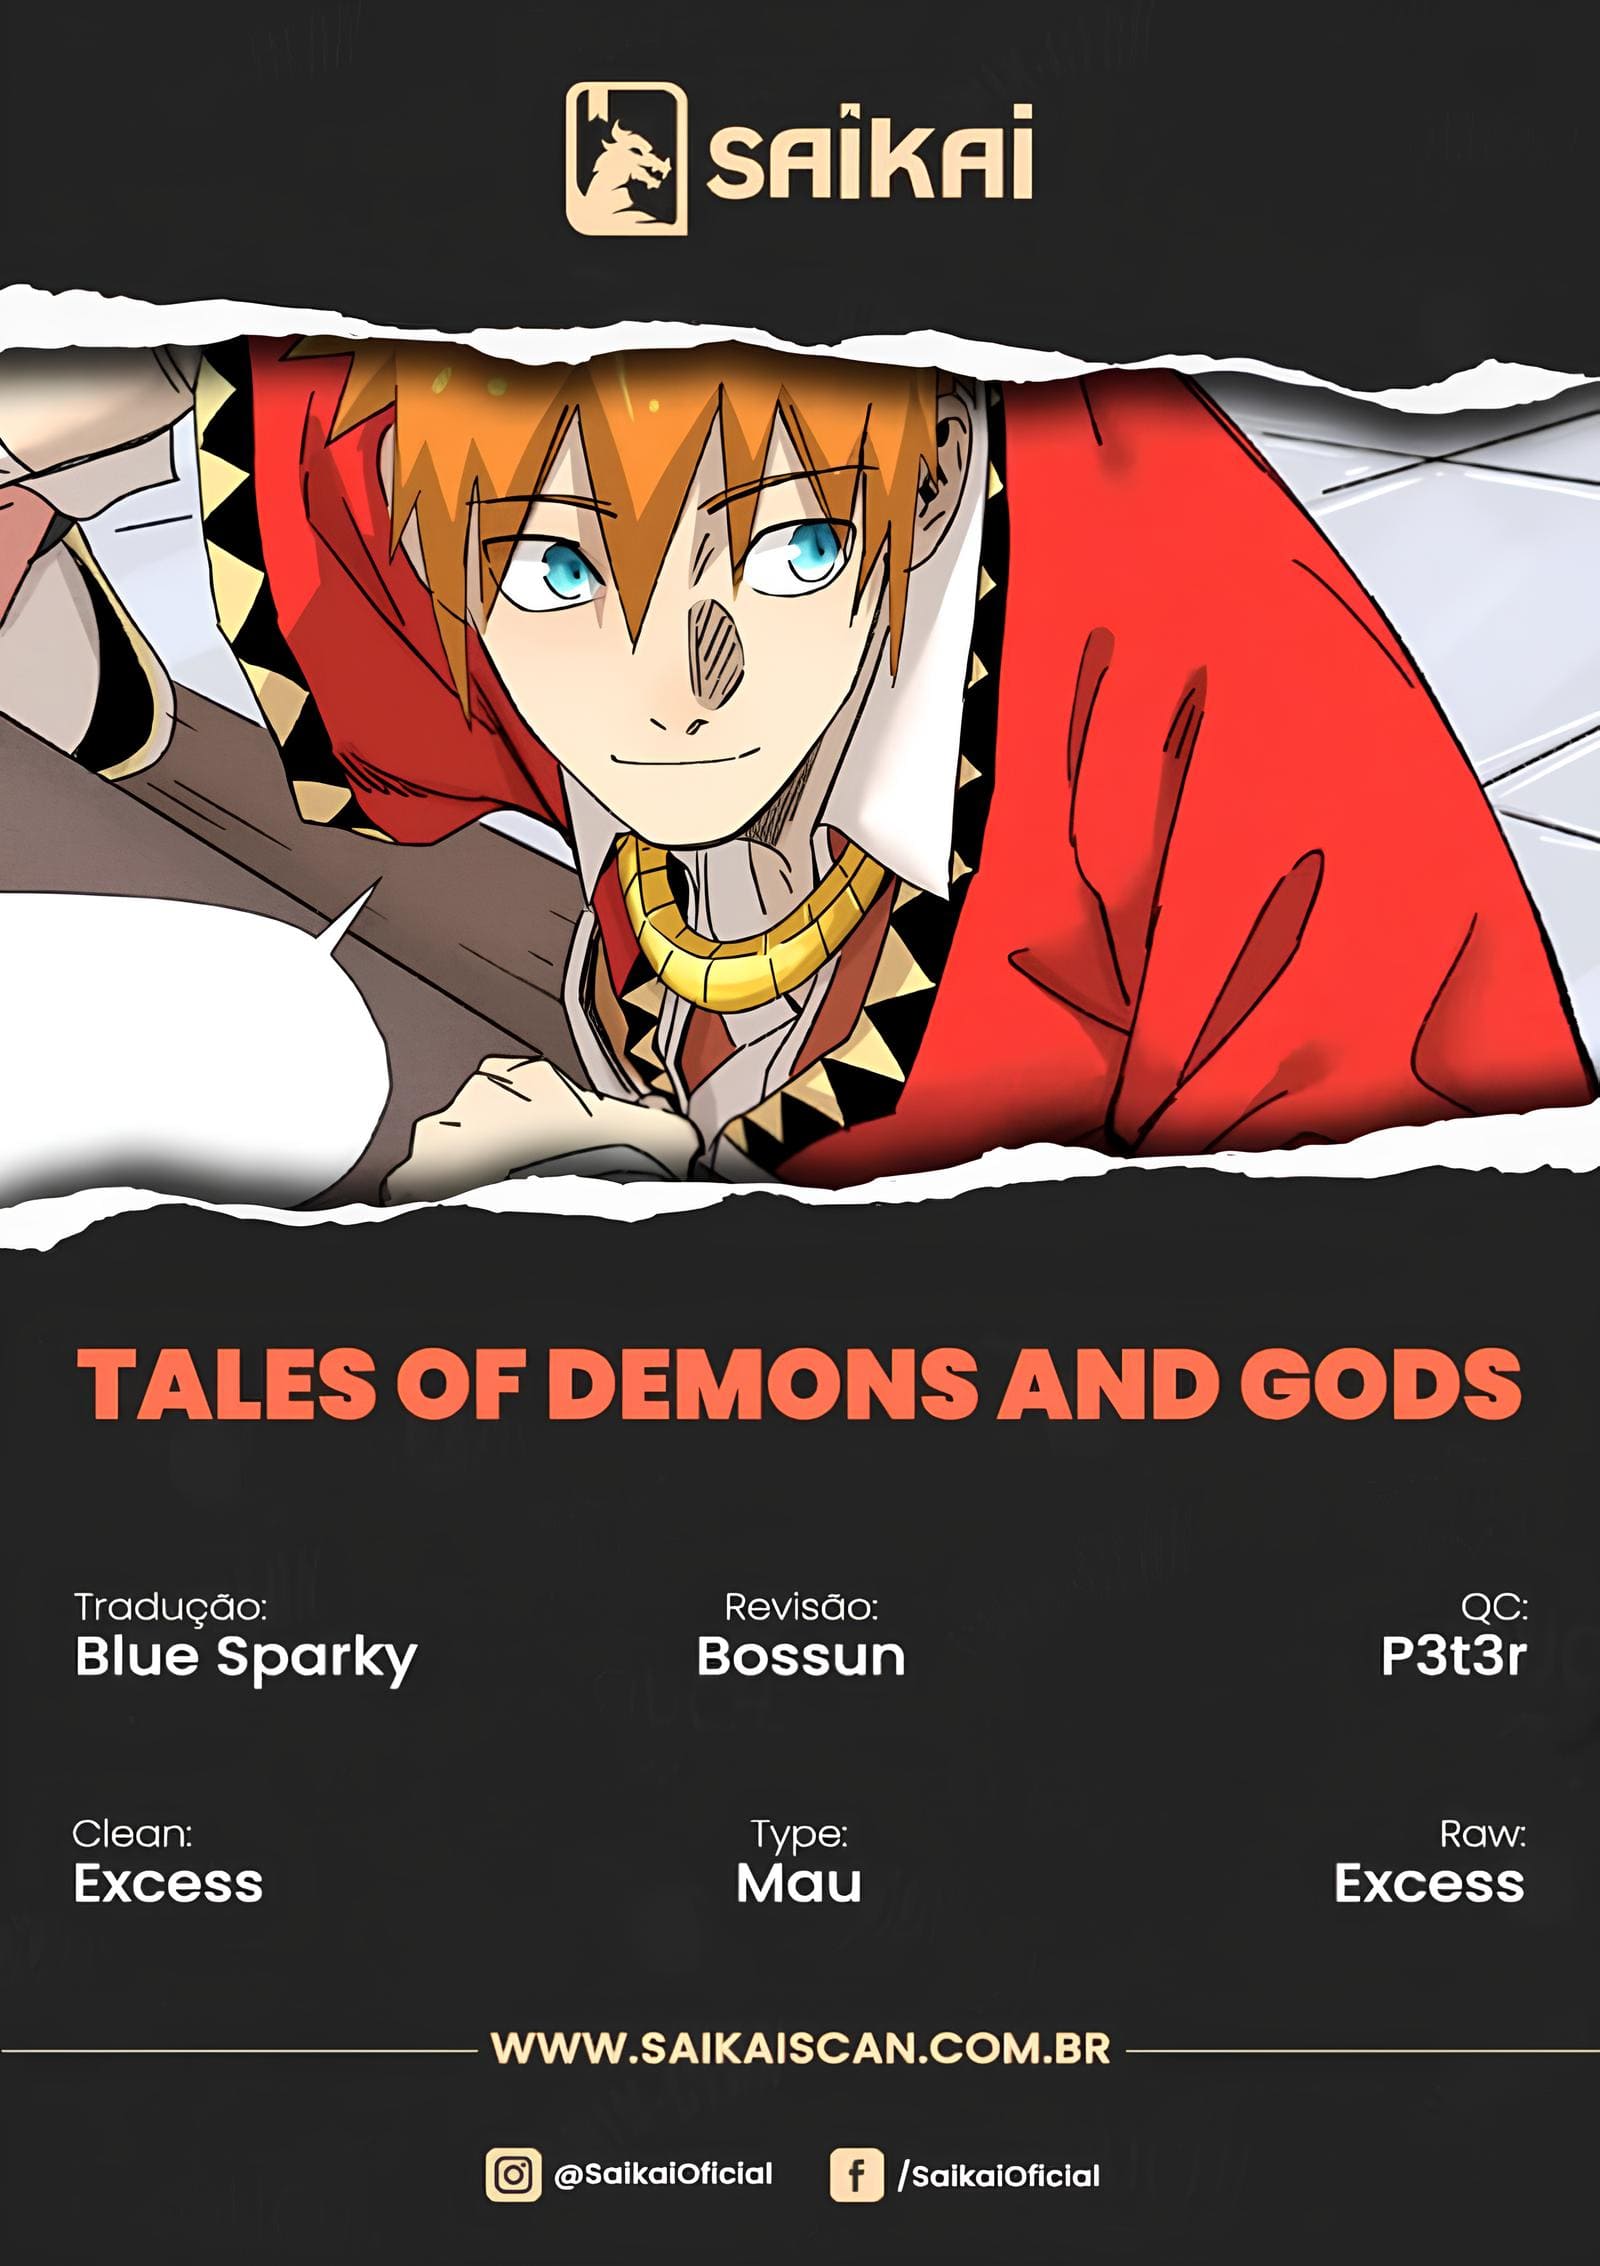 SAIKAI
TALES OF DEMONS AND GODS
Tradução:
Blue Sparky
Revisão:
Bossun
QC:
P3t3r
Clean:
Excess
Type:
Mau
Raw:
Excess
WWW.SAIKAISCAN.COM.BR
@SaikaiOficial
/SaikaiOficial